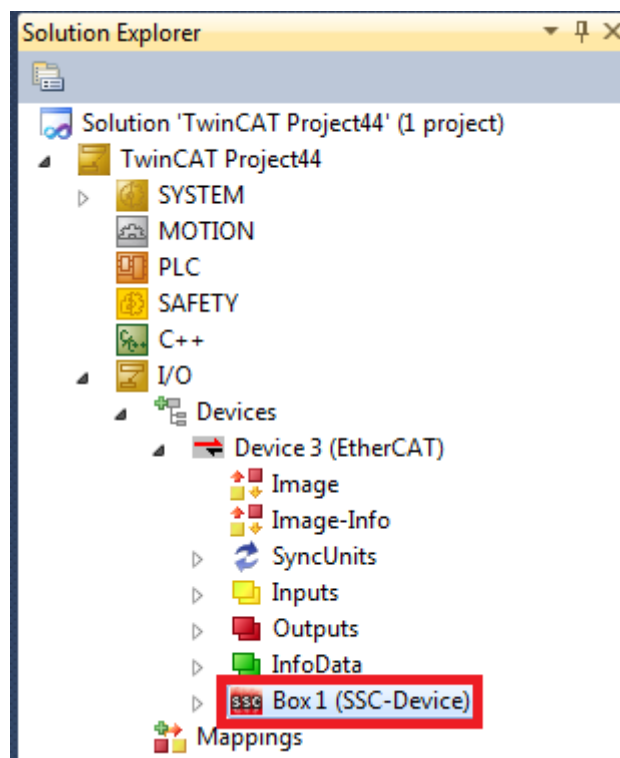 Solution Explorer
Solution 'TwinCAT Project44' (1 project)
TwinCAT Project44
SYSTEM
MOTION
PLC
SAFETY
C++
I/O
Devices
Device 3 (EtherCAT)
Image
Image-Info
SyncUnits
Inputs
Outputs
InfoData
SSC Box 1 (SSC-Device)
Mappings